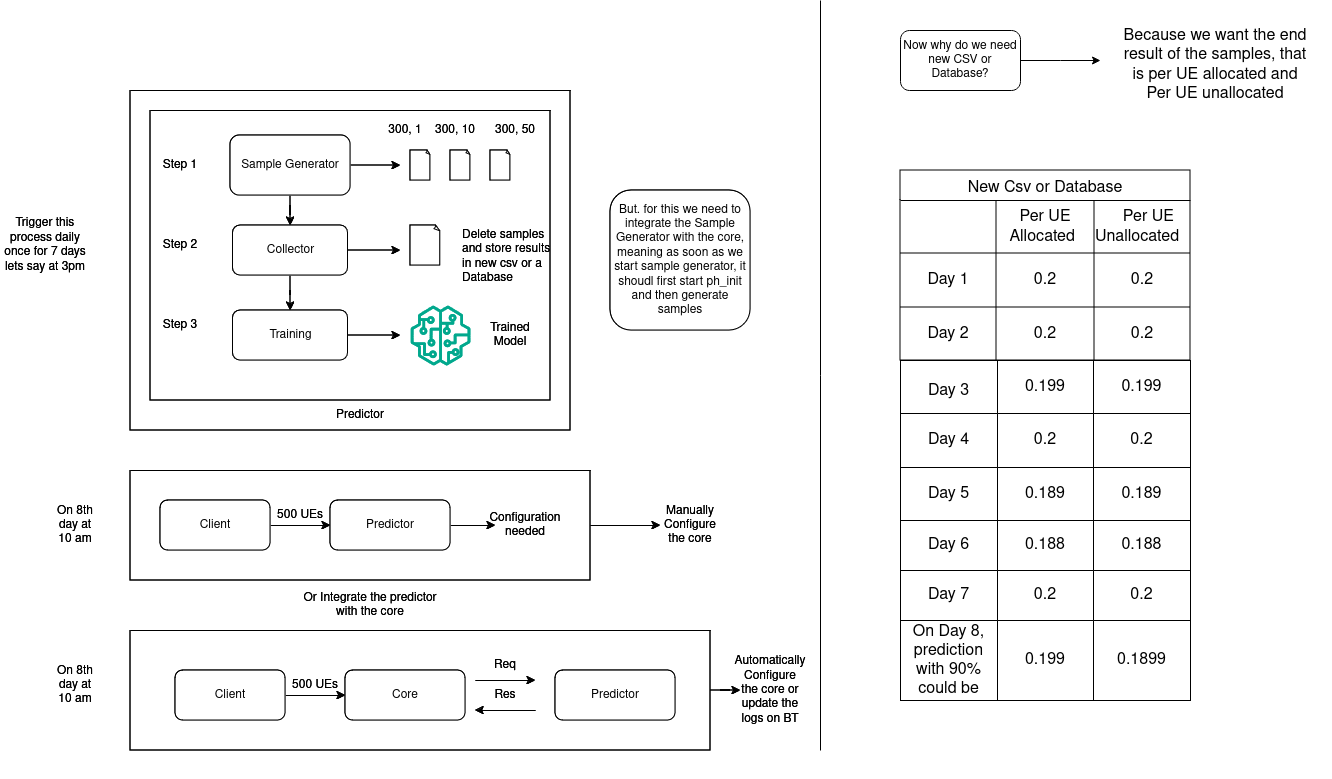 Trigger this
process daily
once for 7 days
lets say at 3pm
Step 1
Sample Generator
300, 1
300, 10
300, 50
Step 2
Collector
Delete samples
and store results
in new csv or a
Database
Step 3
Training
Trained
Model
Predictor
But. for this we need to
integrate the Sample
Generator with the core,
meaning as soon as we
start sample generator, it
shoudl first start ph_init
and then generate
samples
On 8th
day at
10 am
Client
500 UEs
Predictor
Configuration
needed
Manually
Configure
the core
Or Integrate the predictor
with the core
On 8th
day at
10 am
Client
500 UEs
Core
Req
Res
Predictor
Automatically
Configure
the core or
update the
logs on BT
Now why do we need
new CSV or
Database?
Because we want the end
result of the samples, that
is per UE allocated and
Per UE unallocated
New Csv or Database
Per UE
Allocated
Per UE
Unallocated
Day 1 0.2 0.2
Day 2 0.2 0.2
Day 3 0.199 0.199
Day 4 0.2 0.2
Day 5 0.189 0.189
Day 6 0.188 0.188
Day 7 0.2 0.2
On Day 8,
prediction
with 90%
could be
0.199 0.1899